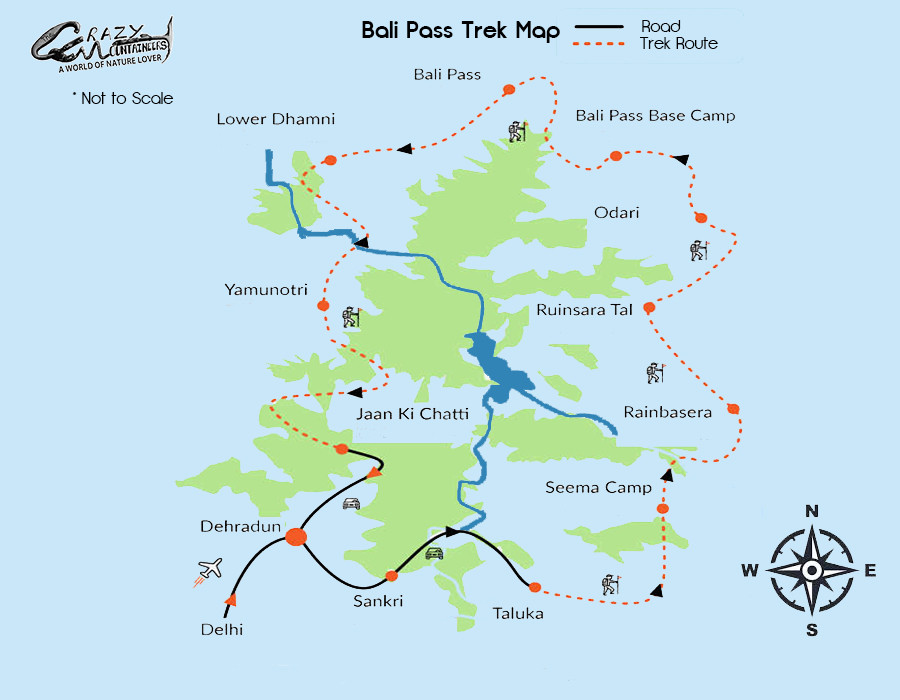 CRAZY
MOUNTAINEERS
A WORLD OF NATURE LOVER
* Not to Scale
Bali Pass Trek Map
Road
Trek Route
Bali Pass
Lower Dhamni
Bali Pass Base Camp
Odari
Yamunotri
Ruinsara Tal
Jaan Ki Chatti
Rainbasera
Seema Camp
Dehradun
Sankri
Taluka
Delhi
N
W
E
S